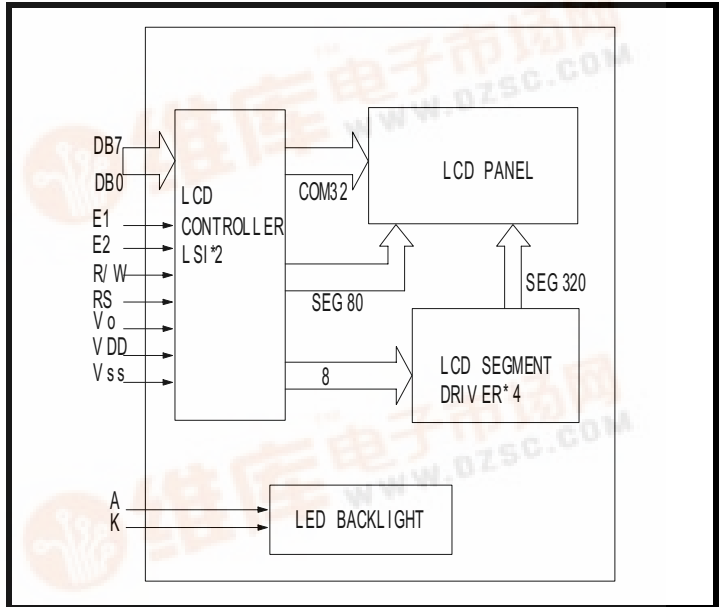 DB7
DB0
E1
E2
R/W
RS
Vo
VDD
Vss
LCD
CONTROLLER
LSI*2
COM32
LCD PANEL
SEG 80
SEG 320
8
LCD SEGMENT
DRIVER*4
A
K
LED BACKLIGHT
维库电子市场网
WWW.DZSC.COM
TM
维库电子市场网
WWW.DZSC.COM